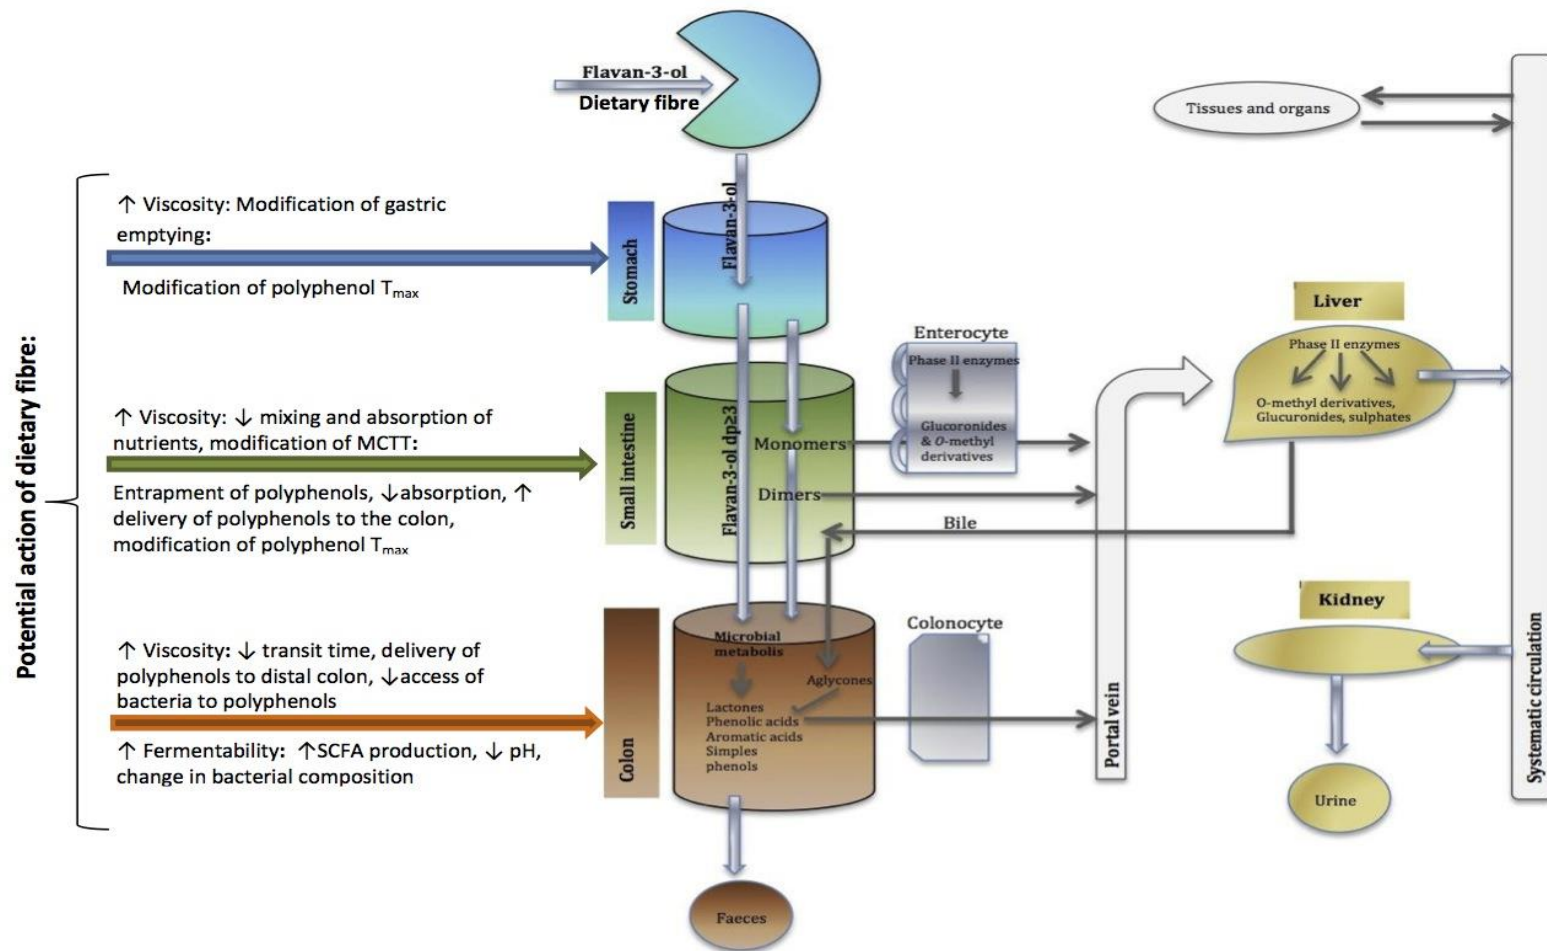 Flavan-3-ol
Dietary fibre
Tissues and organs
Potential action of dietary fibre:
↑ Viscosity: Modification of gastric
emptying:
Modification of polyphenol Tmax
Stomach
Flavan-3-ol
↑ Viscosity: ↓ mixing and absorption of
nutrients, modification of MCTT:
Entrapment of polyphenols, ↓absorption, ↑
delivery of polyphenols to the colon,
modification of polyphenol Tmax
Small intestine
Flavan-3-ol dp≥3
Monomers
Dimers
Enterocyte
Phase II enzymes
Glucoronides
& O-methyl
derivatives
Bile
Liver
Phase II enzymes
O-methyl derivatives,
Glucuronides, sulphates
↑ Viscosity: ↓ transit time, delivery of
polyphenols to distal colon, ↓access of
bacteria to polyphenols
↑ Fermentability: ↑SCFA production, ↓ pH,
change in bacterial composition
Colon
Microbial
metabolis
Aglycones
Lactones
Phenolic acids
Aromatic acids
Simples
phenols
Colonocyte
Portal vein
Kidney
Urine
Systematic circulation
Faeces